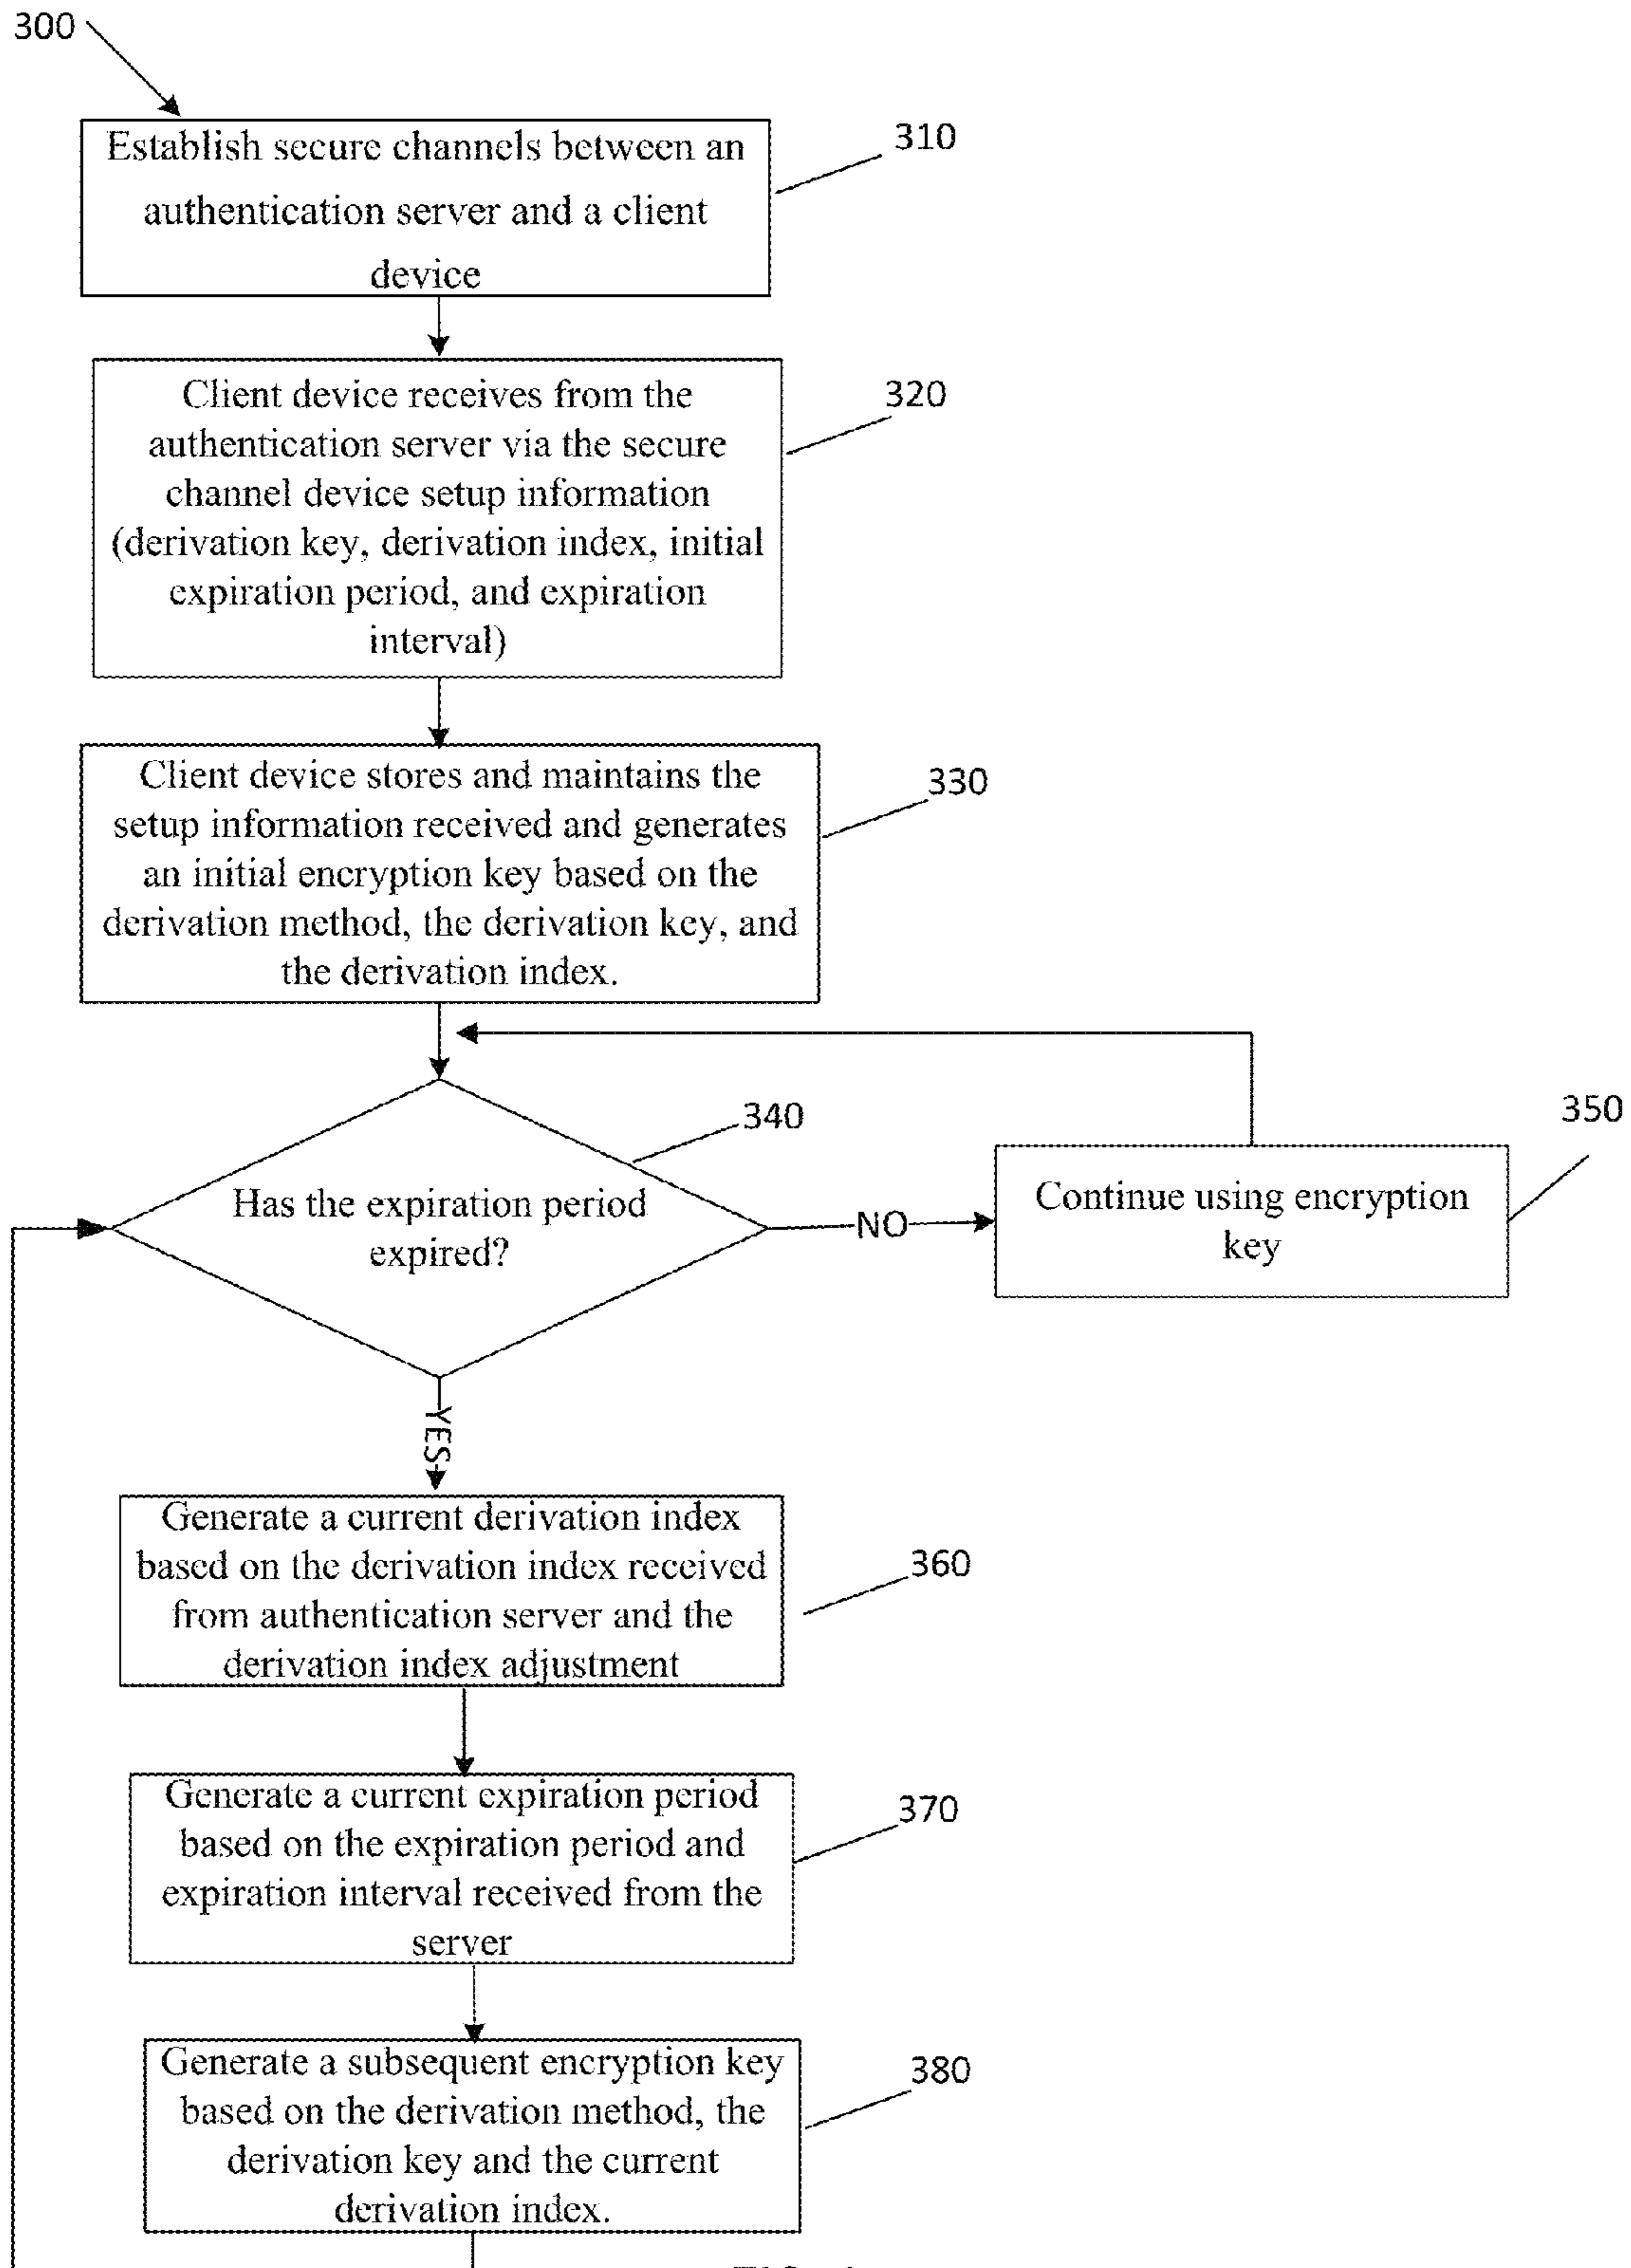 300
Establish secure channels between an
authentication server and a client
device
310
Client device receives from the
authentication server via the secure
channel device setup information
(derivation key, derivation index, initial
expiration period, and expiration
interval)
320
Client device stores and maintains the
setup information received and generates
an initial encryption key based on the
derivation method, the derivation key, and
the derivation index.
330
340
Has the expiration period
expired?
NO
350
Continue using encryption
key
YES
Generate a current derivation index
based on the derivation index received
from authentication server and the
derivation index adjustment
360
Generate a current expiration period
based on the expiration period and
expiration interval received from the
server
370
Generate a subsequent encryption key
based on the derivation method, the
derivation key and the current
derivation index.
380